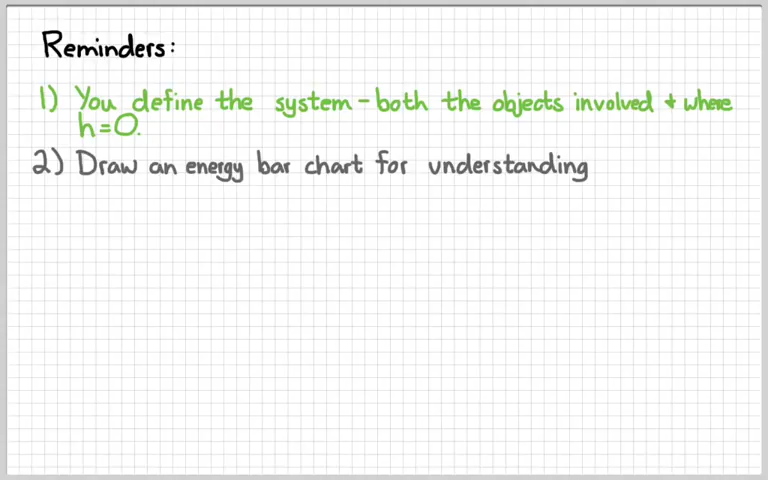 Reminders:
1) You define the system - both the objects involved + where
h=0.
2) Draw an energy bar chart for understanding